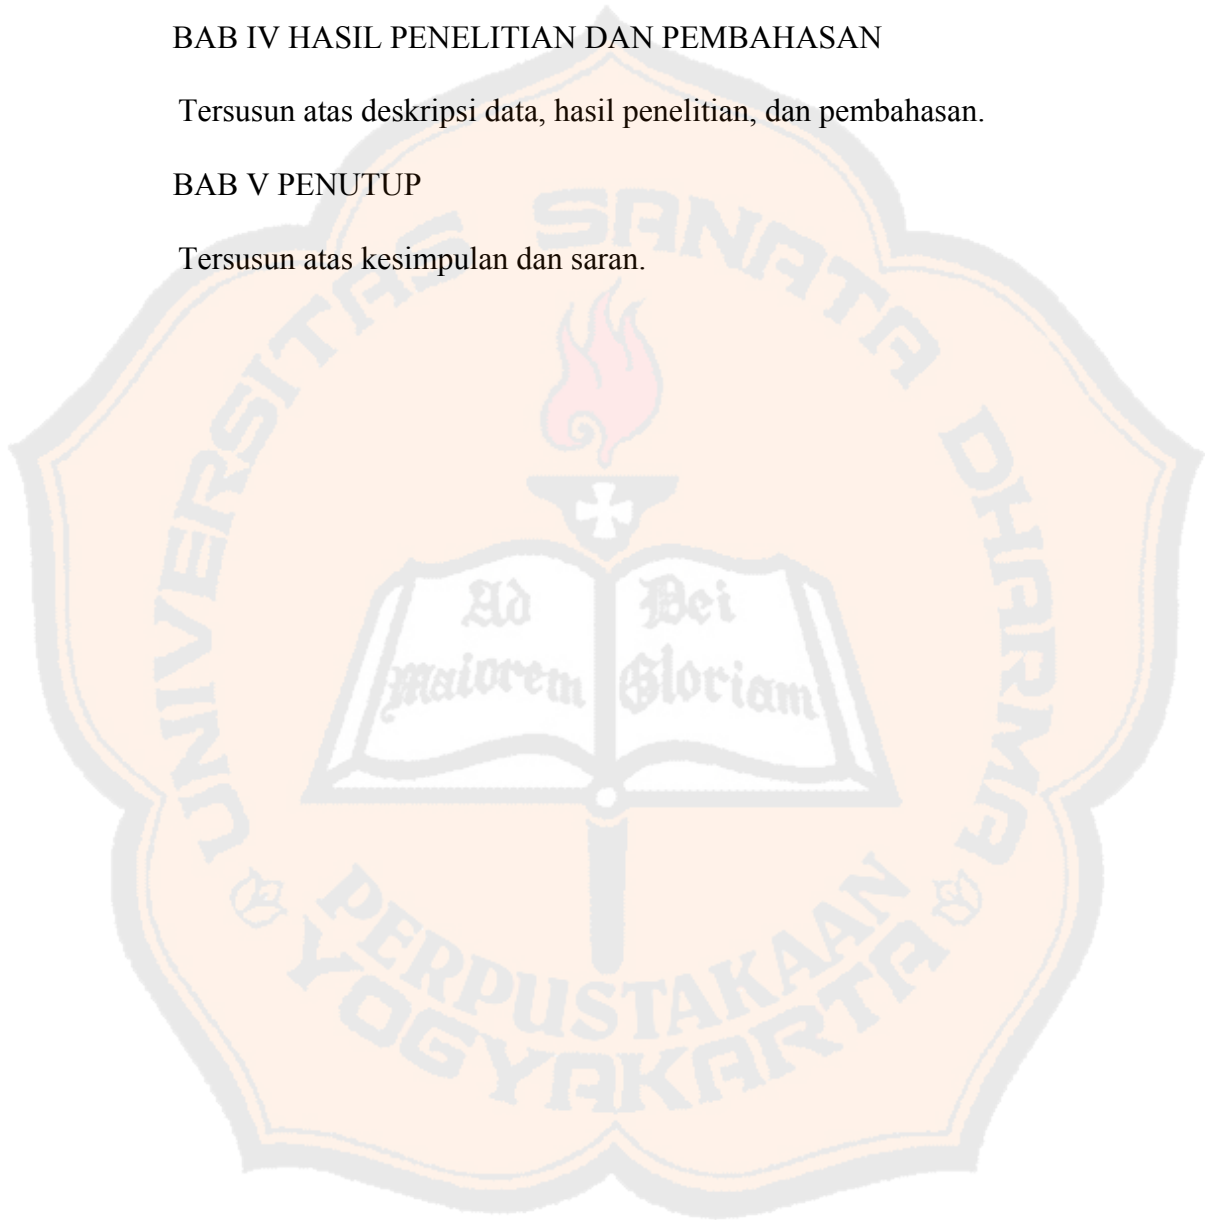 BAB IV HASIL PENELITIAN DAN PEMBAHASAN
Tersusun atas deskripsi data, hasil penelitian, dan pembahasan.
BAB V PENUTUP
Tersusun atas kesimpulan dan saran.
UNIVERSITAS SANATA DHARMA
Ad Dei
Maiorem Gloriam
PERPUSTAKAAN
YOGYAKARTA